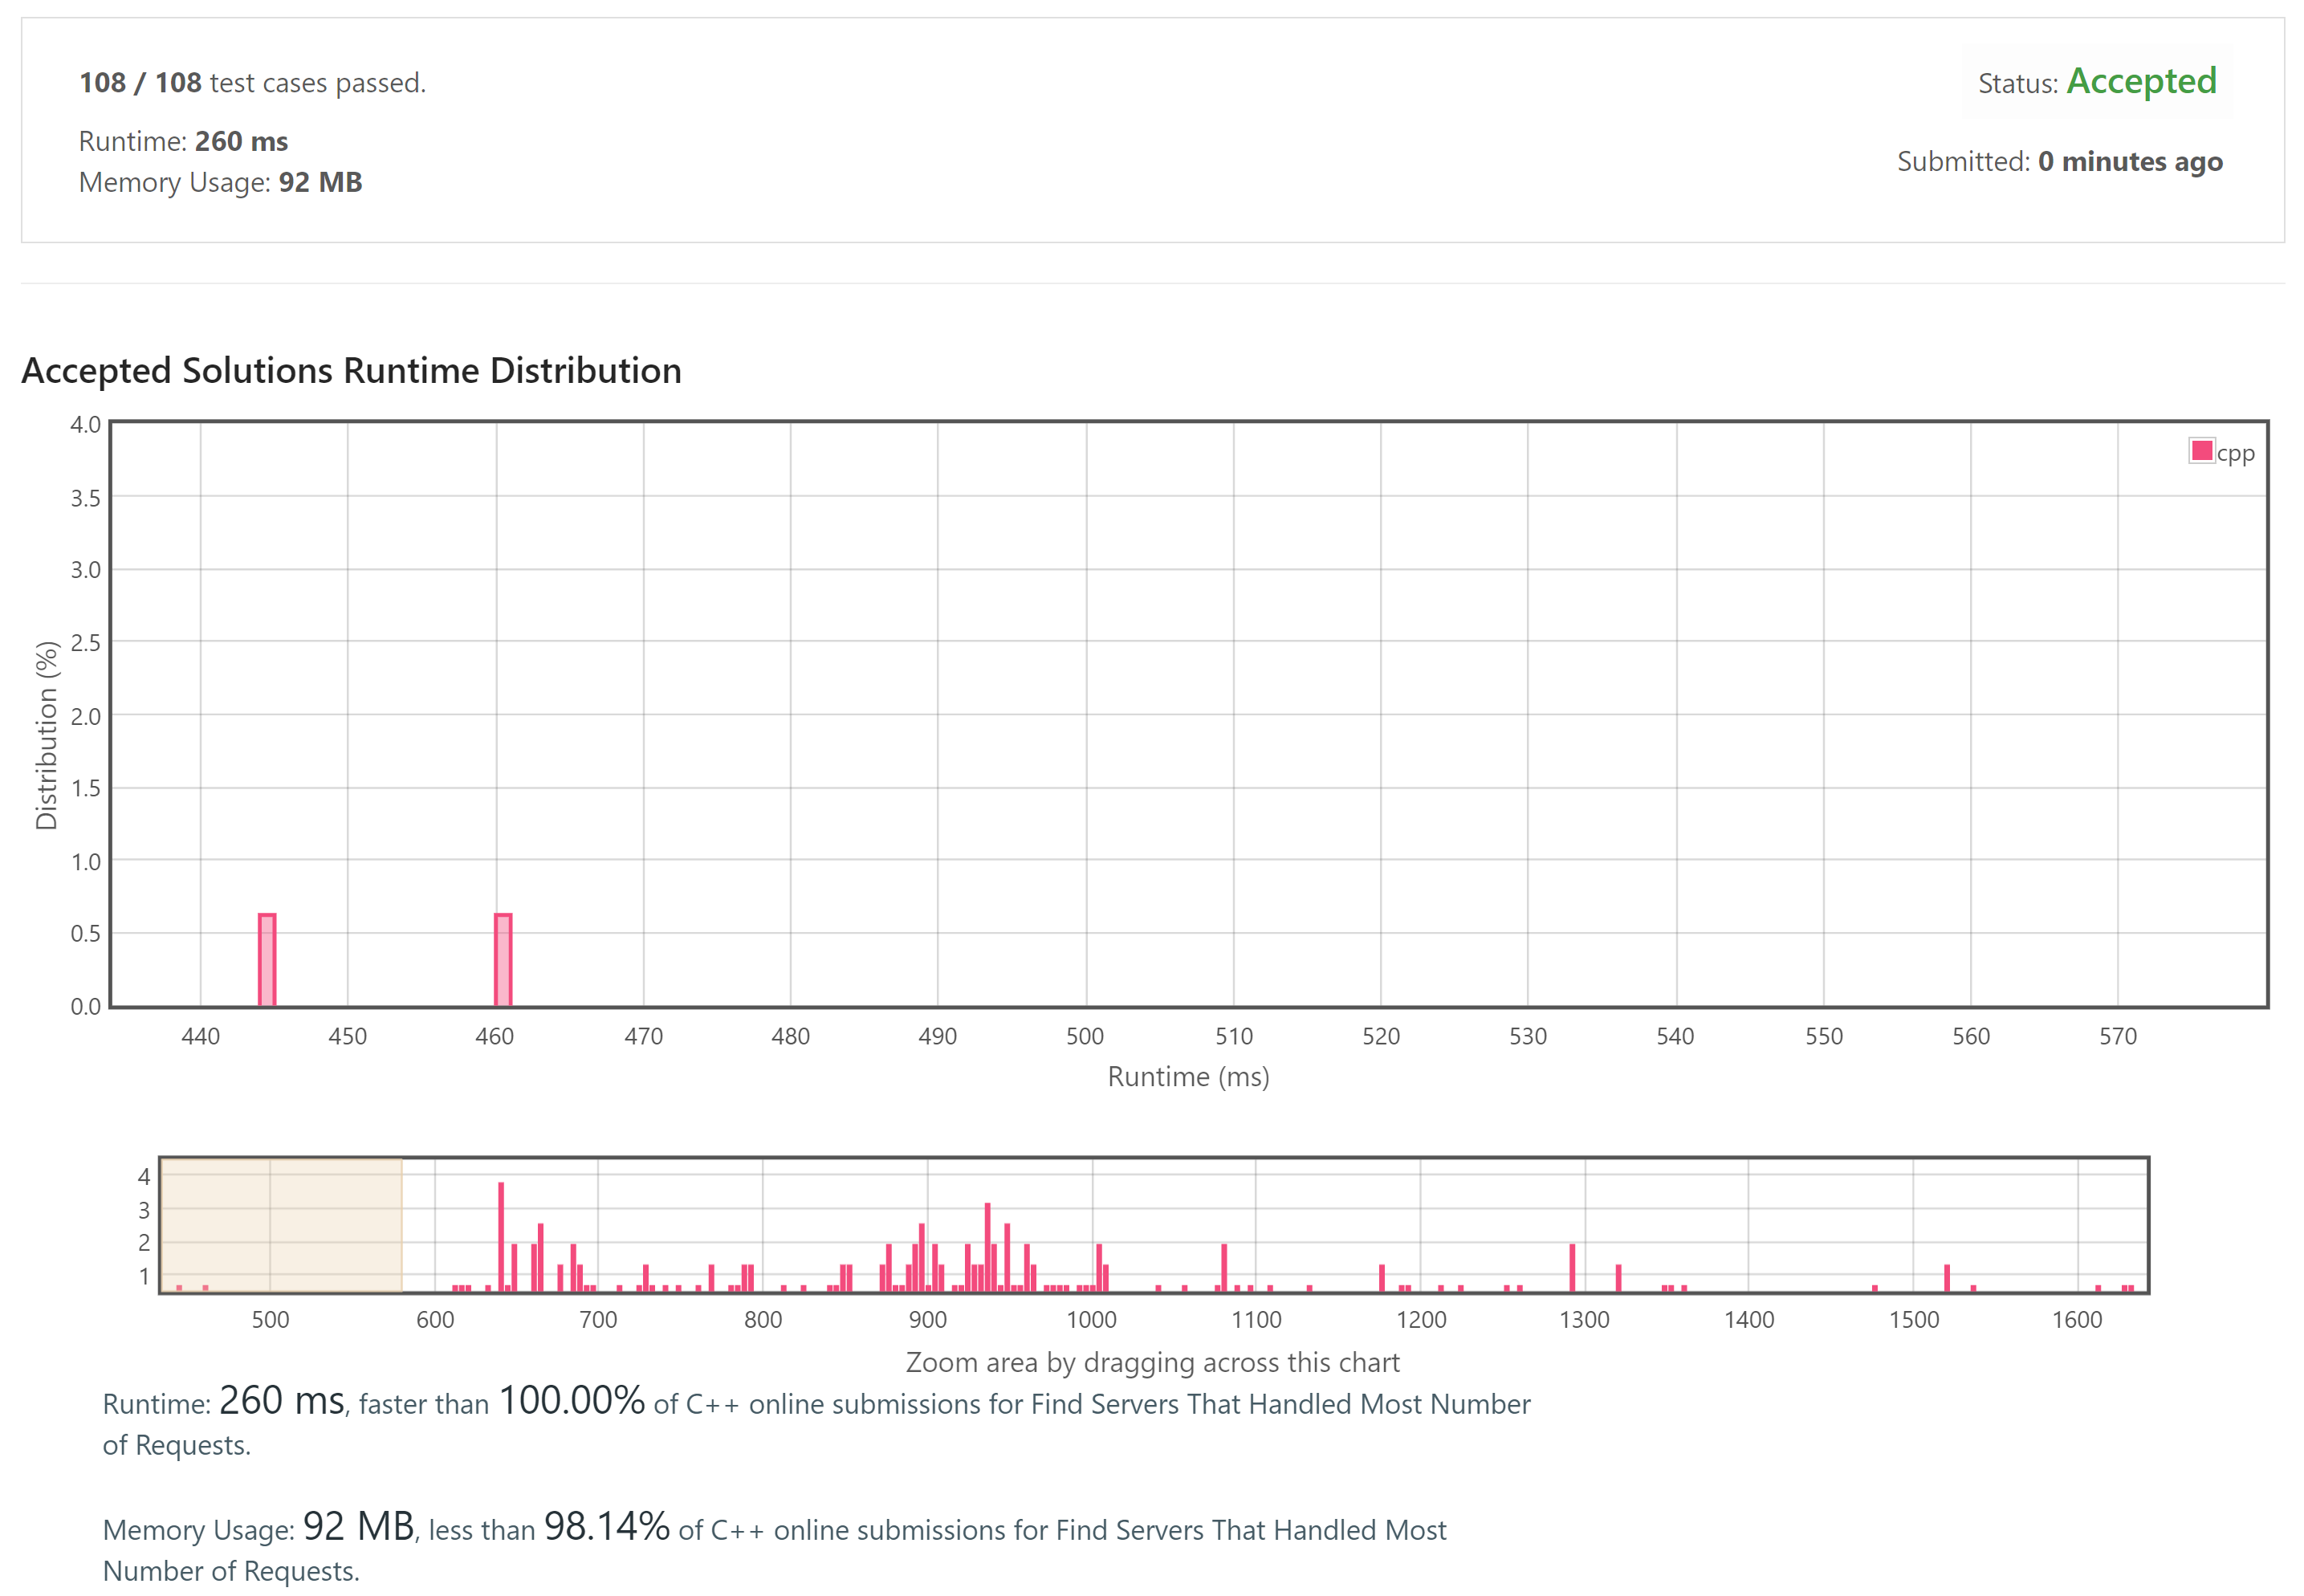 108 / 108 test cases passed.
Status: Accepted
Runtime: 260 ms
Submitted: 0 minutes ago
Memory Usage: 92 MB
Accepted Solutions Runtime Distribution
4.0
3.5
3.0
2.5
2.0
1.5
1.0
0.5
0.0
Distribution (%)
cpp
440 450 460 470 480 490 500 510 520 530 540 550 560 570
Runtime (ms)
4
3
2
1
500 600 700 800 900 1000 1100 1200 1300 1400 1500 1600
Zoom area by dragging across this chart
Runtime: 260 ms, faster than 100.00% of C++ online submissions for Find Servers That Handled Most Number
of Requests.
Memory Usage: 92 MB, less than 98.14% of C++ online submissions for Find Servers That Handled Most
Number of Requests.